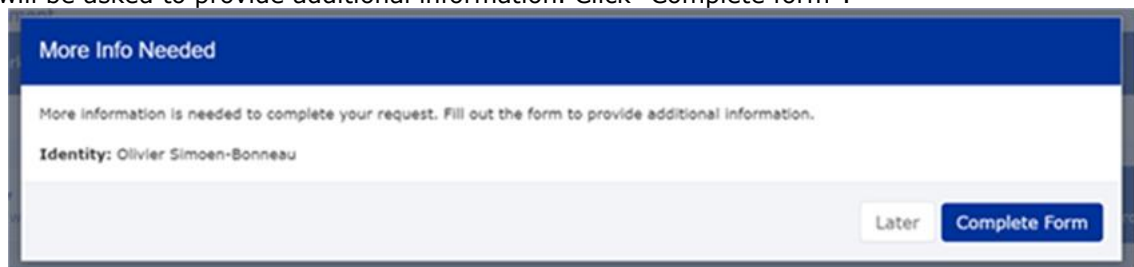 will be asked to provide additional information. Click "Complete form".
More Info Needed
More information is needed to complete your request. Fill out the form to provide additional information.
Identity: Olivier Simoen-Bonneau
Later Complete Form